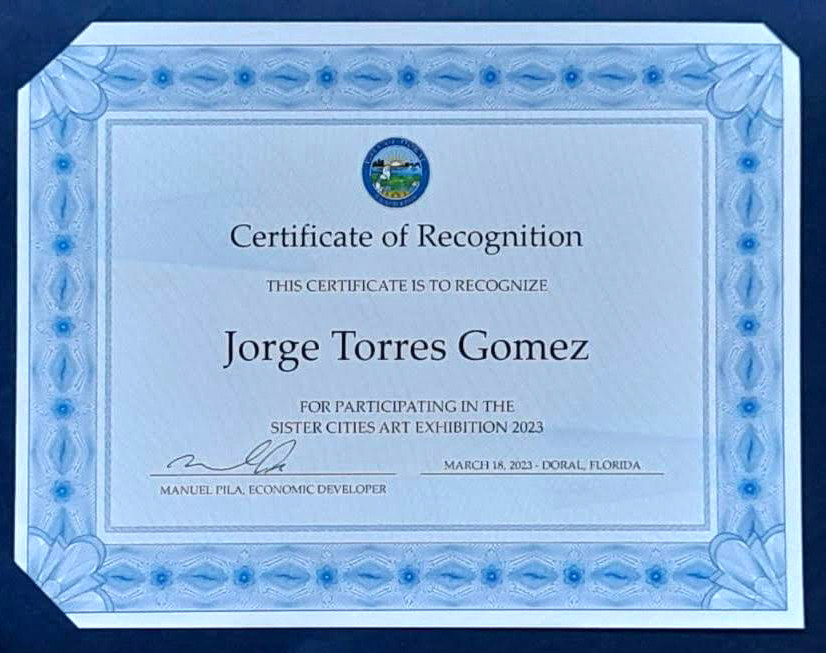 Certificate of Recognition
THIS CERTIFICATE IS TO RECOGNIZE
Jorge Torres Gomez
FOR PARTICIPATING IN THE
SISTER CITIES ART EXHIBITION 2023
MARCH 18, 2023 - DORAL, FLORIDA
MANUEL PILA, ECONOMIC DEVELOPER